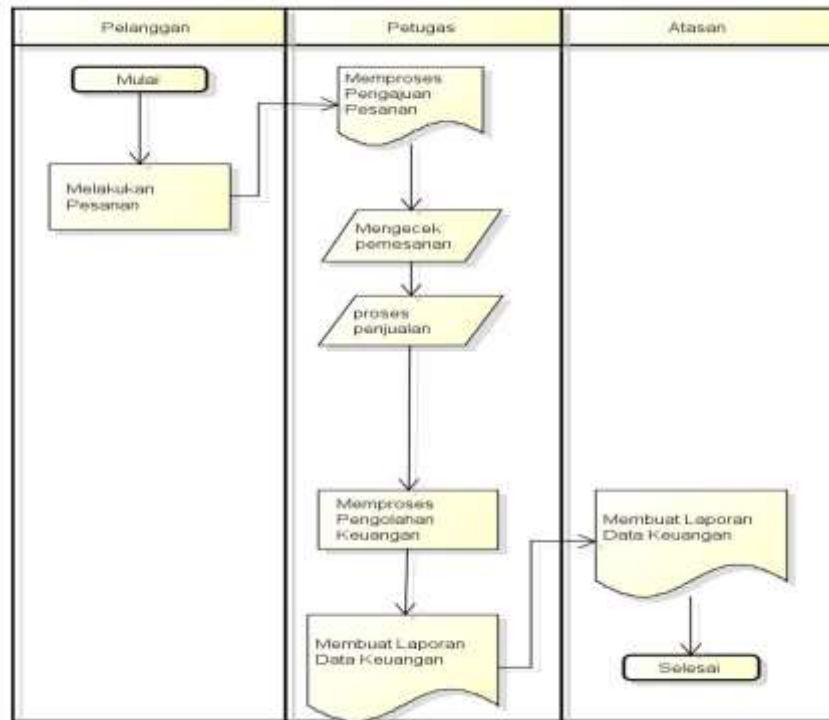 Pelanggan
Petugas
Atasan
Mulai
Melakukan
Pesanan
Memproses
Pengajuan
Pesanan
Mengecek
pemesanan
proses
penjualan
Memproses
Pengolahan
Keuangan
Membuat Laporan
Data Keuangan
Membuat Laporan
Data Keuangan
Selesai